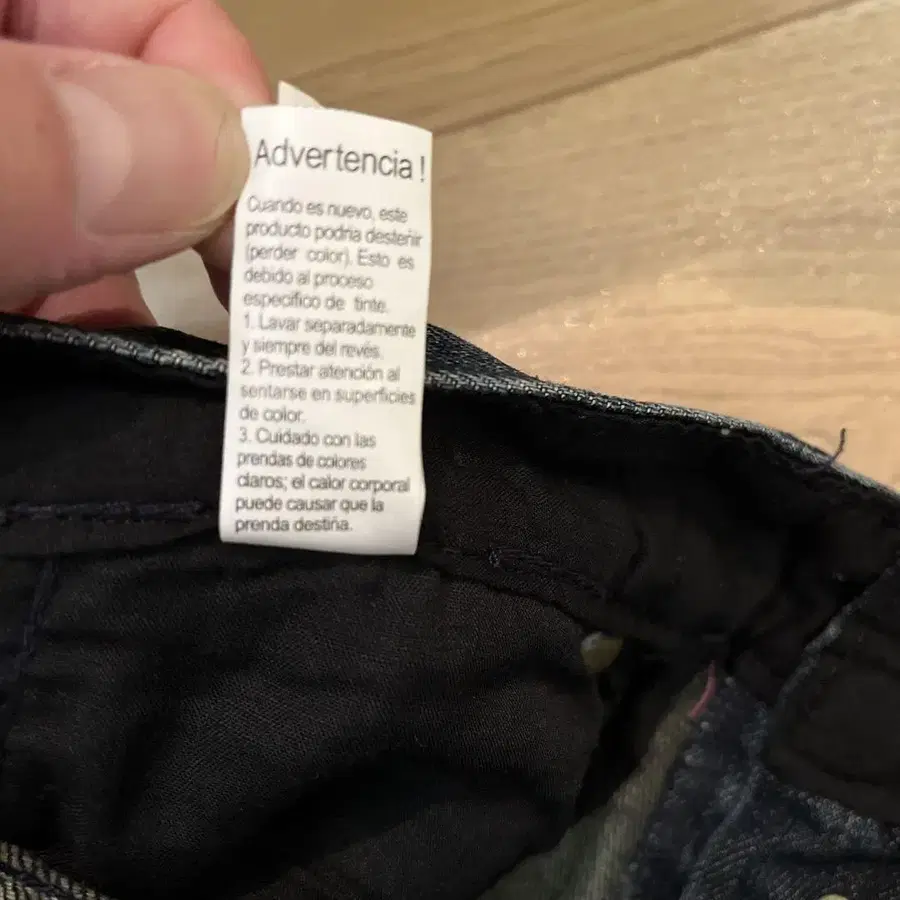 Advertencia !
Cuando es nuevo, este
producto podria desteñir
(perder color). Esto es
debido al proceso
especifico de tinte.
1. Lavar separadamente
y siempre del revés.
2. Prestar atención al
sentarse en superficies
de color.
3. Cuidado con las
prendas de colores
claros; el calor corporal
puede causar que la
prenda destiña.